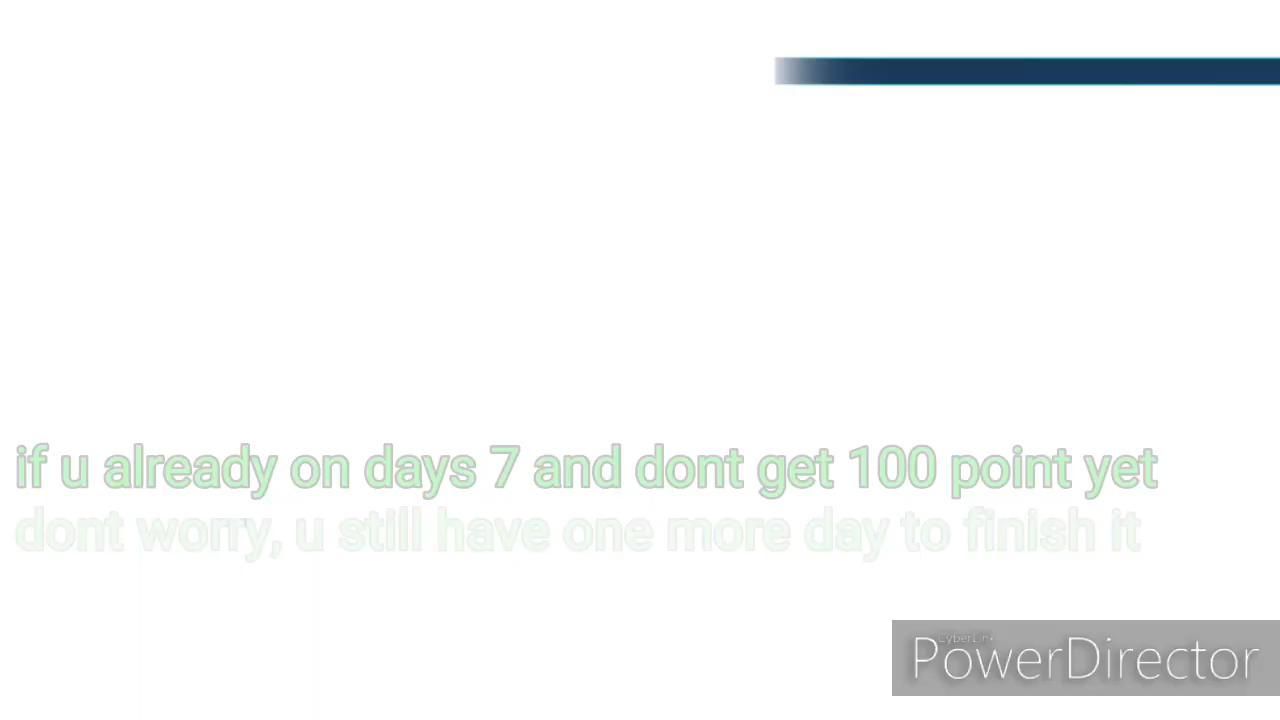 if u already on days 7 and dont get 100 point yet
dont worry, u still have one more day to finish it
CyberLink
PowerDirector